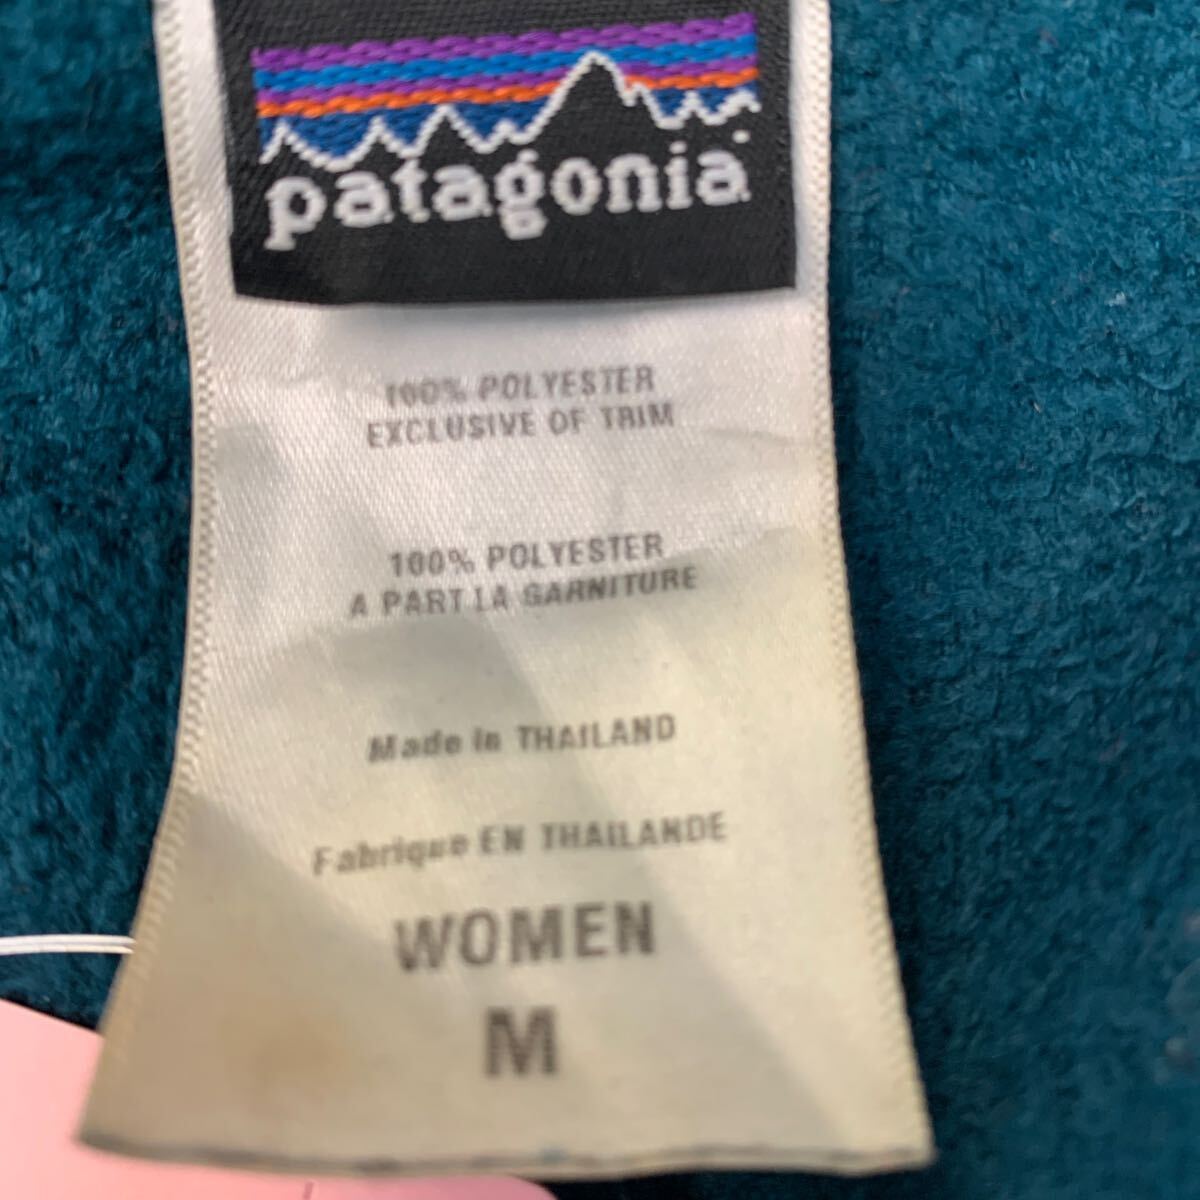 patagonia
100% POLYESTER
EXCLUSIVE OF TRIM
100% POLYESTER
A PART LA GARNITURE
Made in THAILAND
Fabrique EN THAILANDE
WOMEN
M